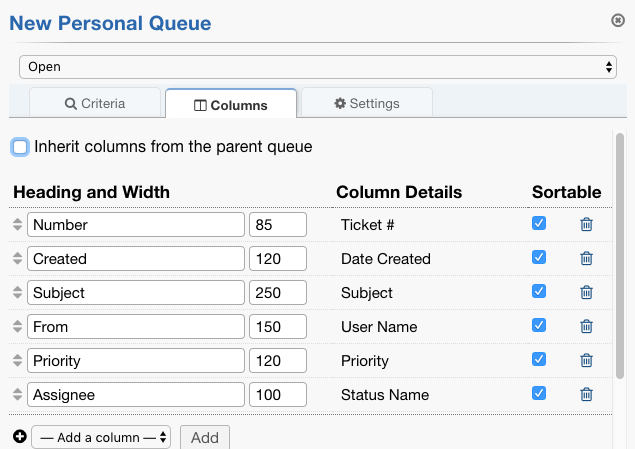 New Personal Queue
Open
Criteria Columns Settings
Inherit columns from the parent queue
Heading and Width Column Details Sortable
Number 85 Ticket #
Created 120 Date Created
Subject 250 Subject
From 150 User Name
Priority 120 Priority
Assignee 100 Status Name
— Add a column — Add